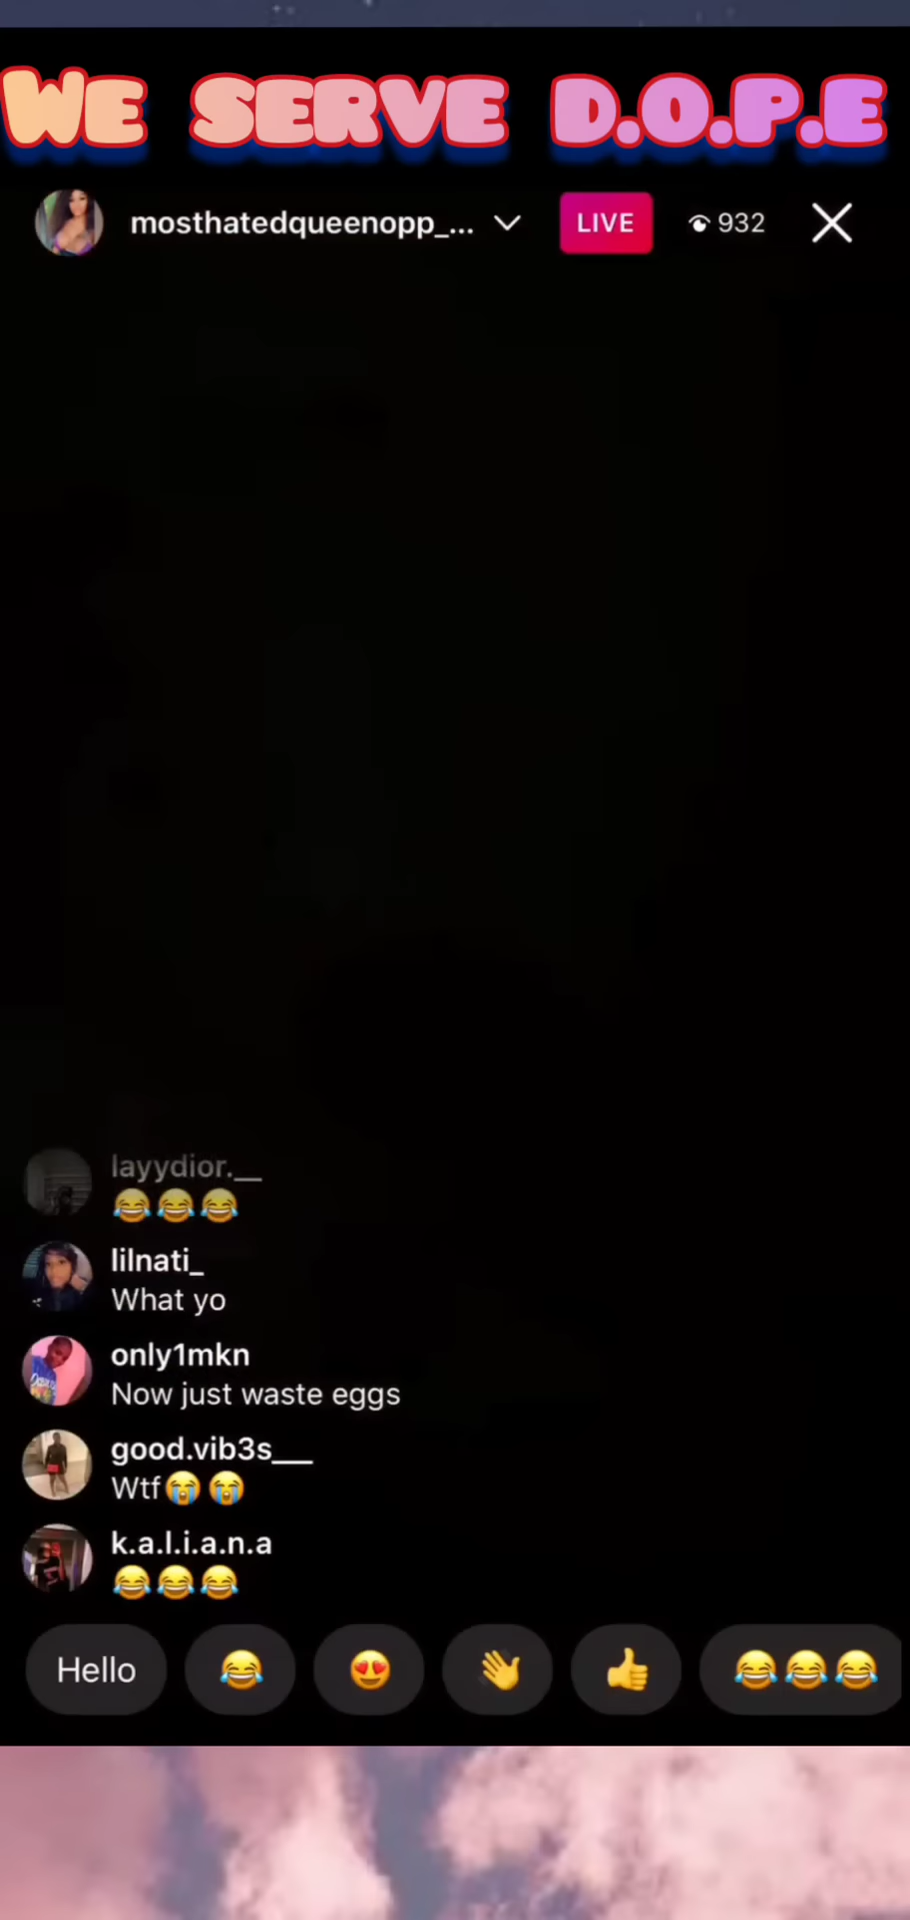 WE SERVE D.O.P.E
mosthatedqueenopp_...
LIVE
932
layydior.__
😂😂😂
lilnati_
What yo
only1mkn
Now just waste eggs
good.vib3s___
Wtf😭😭
k.a.l.i.a.n.a
😂😂😂
Hello 😂 😍 👋 👍 😂😂😂